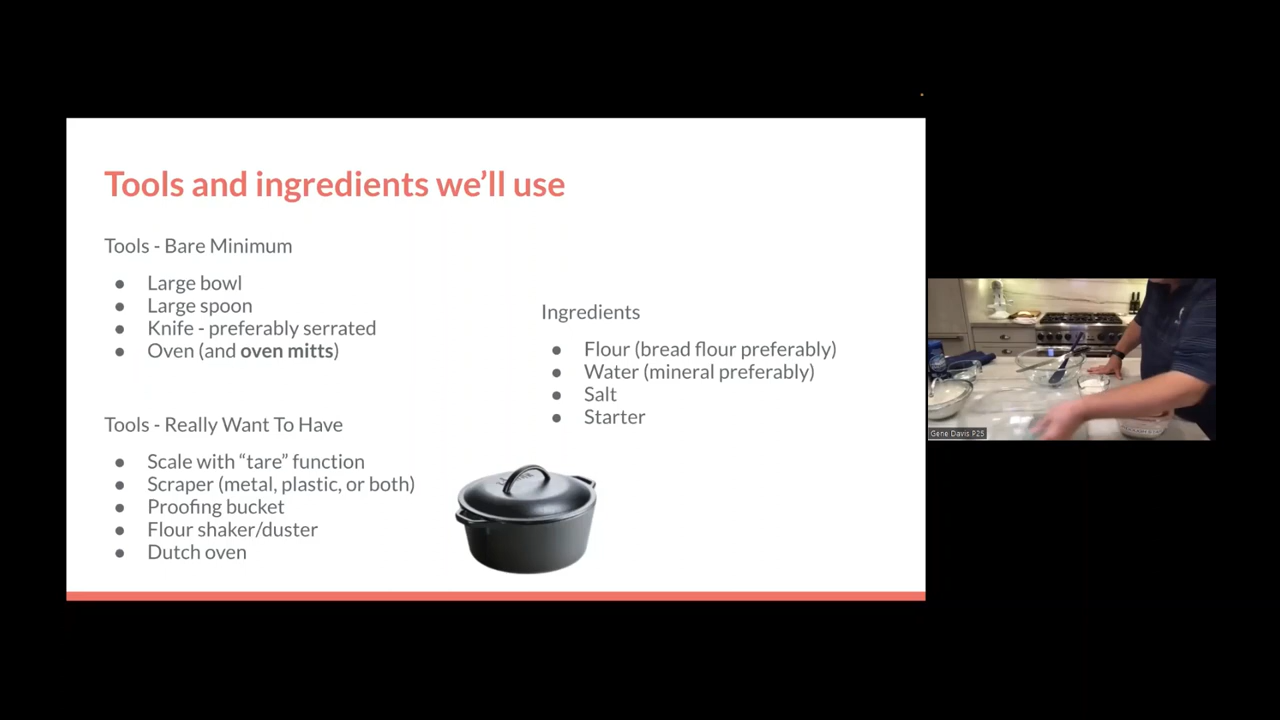 Tools and ingredients we’ll use
Tools - Bare Minimum
● Large bowl
● Large spoon
● Knife - preferably serrated
● Oven (and oven mitts)
Tools - Really Want To Have
● Scale with “tare” function
● Scraper (metal, plastic, or both)
● Proofing bucket
● Flour shaker/duster
● Dutch oven
Ingredients
● Flour (bread flour preferably)
● Water (mineral preferably)
● Salt
● Starter
Gene Davis P25